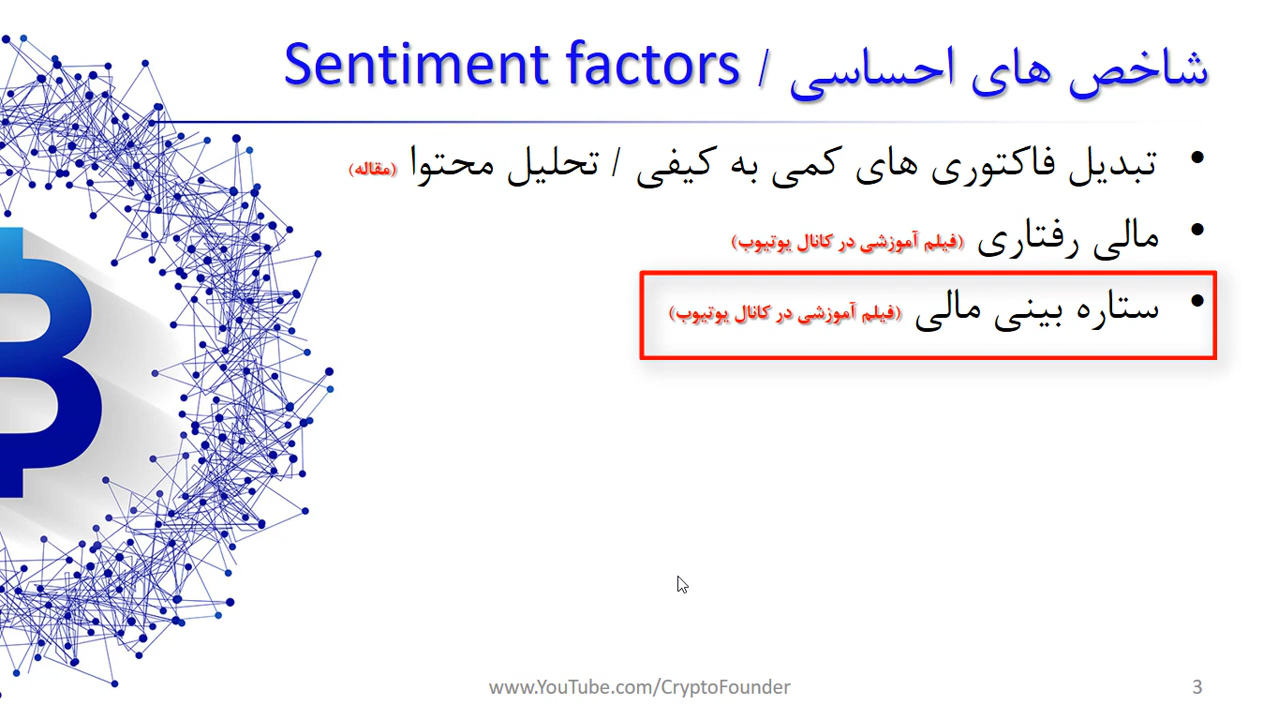 شاخص های احساسی / Sentiment factors
• تبدیل فاکتوری های کمی به کیفی / تحلیل محتوا (مقاله)
• مالی رفتاری (فیلم آموزشی در کانال یوتیوب)
• ستاره بینی مالی (فیلم آموزشی در کانال یوتیوب)
www.YouTube.com/CryptoFounder
3